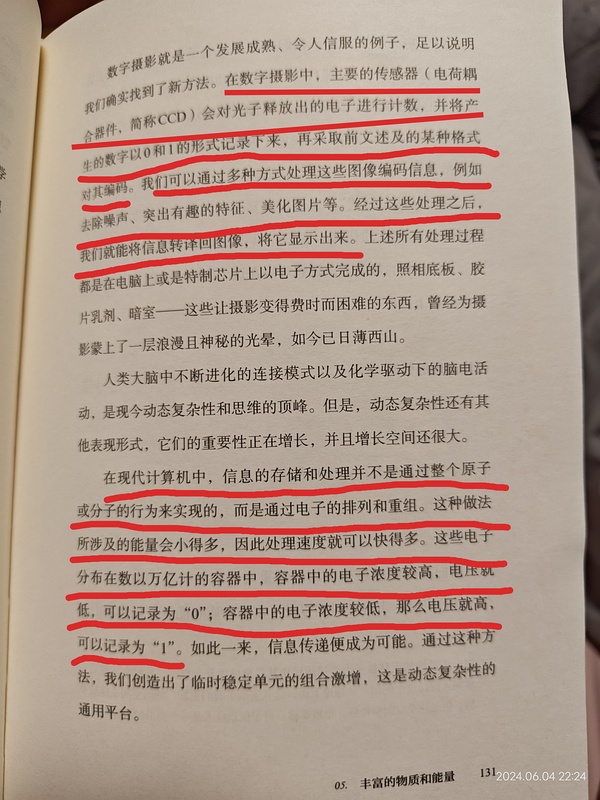 数字摄影就是一个发展成熟、令人信服的例子，足以说明
我们确实找到了新方法。在数字摄影中，主要的传感器（电荷耦
合器件，简称CCD）会对光子释放出的电子进行计数，并将产
生的数字以0和1的形式记录下来，再采取前文述及的某种格式
对其编码。我们可以通过多种方式处理这些图像编码信息，例如
去除噪声、突出有趣的特征、美化图片等。经过这些处理之后，
我们就能将信息转译回图像，将它显示出来。上述所有处理过程
都是在电脑上或是特制芯片上以电子方式完成的，照相底板、胶
片乳剂、暗室——这些让摄影变得费时而困难的东西，曾经为摄
影蒙上了一层浪漫且神秘的光晕，如今已日薄西山。
人类大脑中不断进化的连接模式以及化学驱动下的脑电活
动，是现今动态复杂性和思维的顶峰。但是，动态复杂性还有其
他表现形式，它们的重要性正在增长，并且增长空间还很大。
在现代计算机中，信息的存储和处理并不是通过整个原子
或分子的行为来实现的，而是通过电子的排列和重组。这种做法
所涉及的能量会小得多，因此处理速度就可以快得多。这些电子
分布在数以万亿计的容器中，容器中的电子浓度较高，电压就
低，可以记录为“0”；容器中的电子浓度较低，那么电压就高，
可以记录为“1”。如此一来，信息传递便成为可能。通过这种方
法，我们创造出了临时稳定单元的组合激增，这是动态复杂性的
通用平台。
05. 丰富的物质和能量 131
2024.06.04 22:24